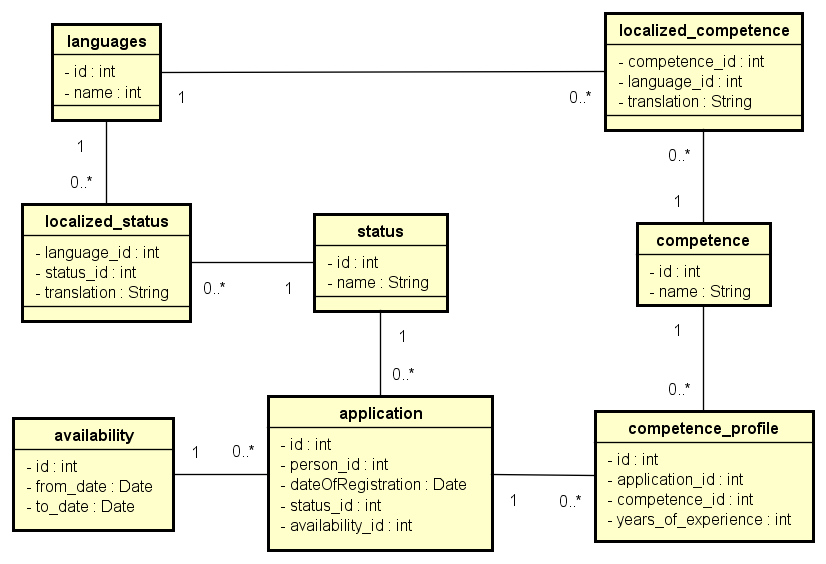 languages
- id : int
- name : int
localized_competence
- competence_id : int
- language_id : int
- translation : String
1
0..*
1
0..*
0..*
1
localized_status
- language_id : int
- status_id : int
- translation : String
0..*
1
status
- id : int
- name : String
competence
- id : int
- name : String
1
0..*
1
0..*
availability
- id : int
- from_date : Date
- to_date : Date
1
0..*
application
- id : int
- person_id : int
- dateOfRegistration : Date
- status_id : int
- availability_id : int
1
0..*
competence_profile
- id : int
- application_id : int
- competence_id : int
- years_of_experience : int